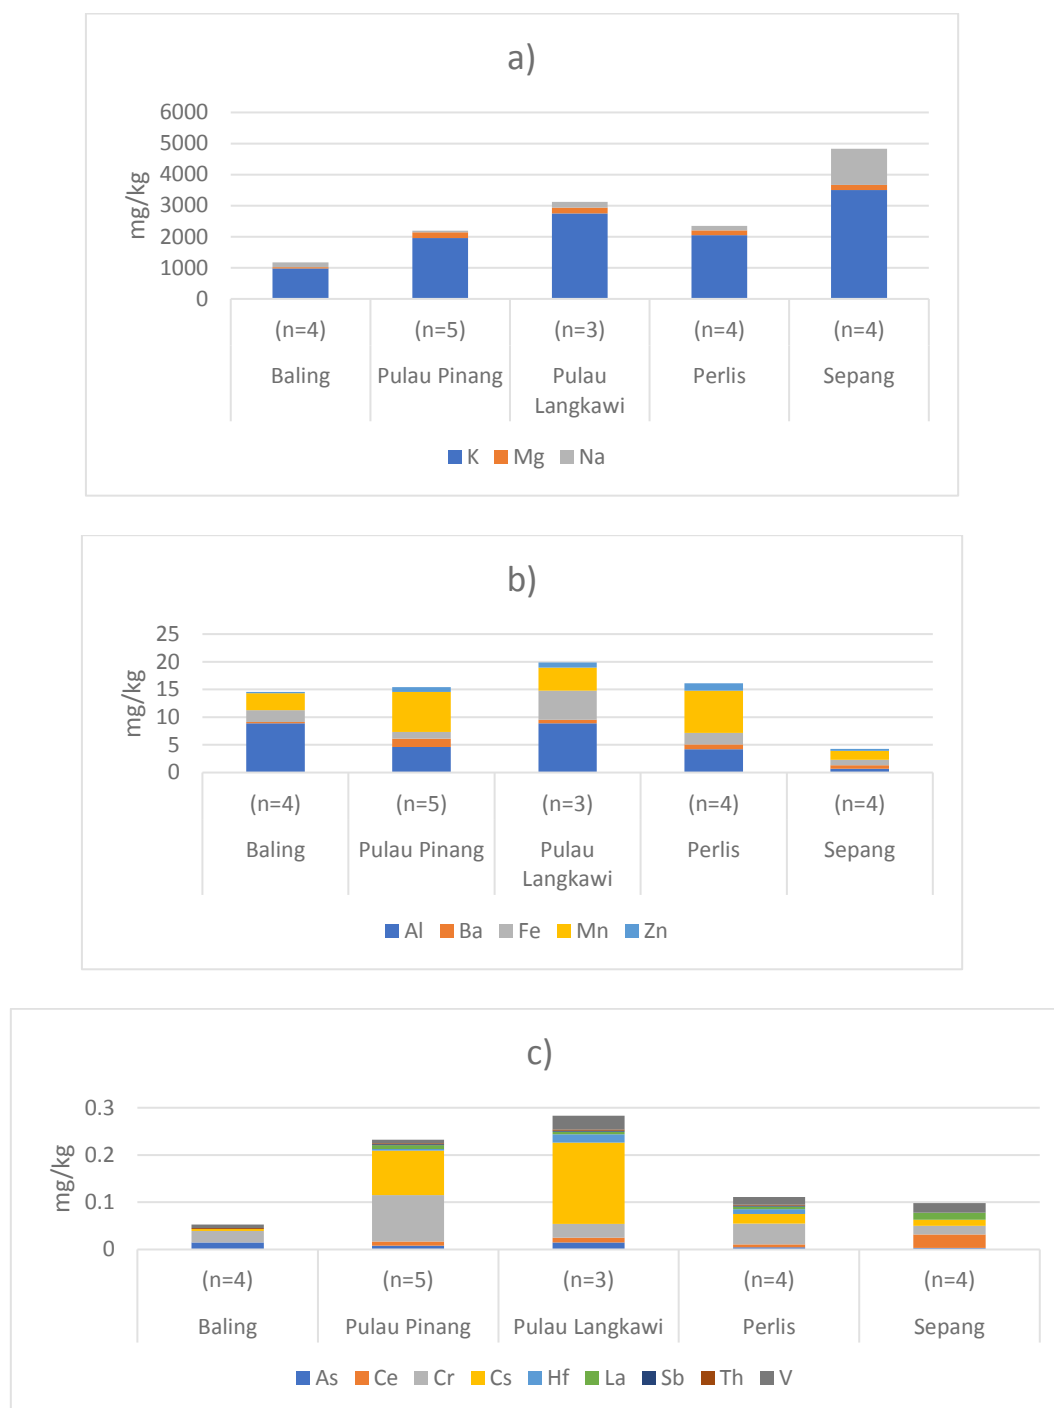 a)
6000
5000
4000
3000
2000
1000
0
mg/kg
(n=4) (n=5) (n=3) (n=4) (n=4)
Baling Pulau Pinang Pulau Langkawi Perlis Sepang
K Mg Na
b)
25
20
15
10
5
0
mg/kg
(n=4) (n=5) (n=3) (n=4) (n=4)
Baling Pulau Pinang Pulau Langkawi Perlis Sepang
Al Ba Fe Mn Zn
c)
0.3
0.2
0.1
0
mg/kg
(n=4) (n=5) (n=3) (n=4) (n=4)
Baling Pulau Pinang Pulau Langkawi Perlis Sepang
As Ce Cr Cs Hf La Sb Th V